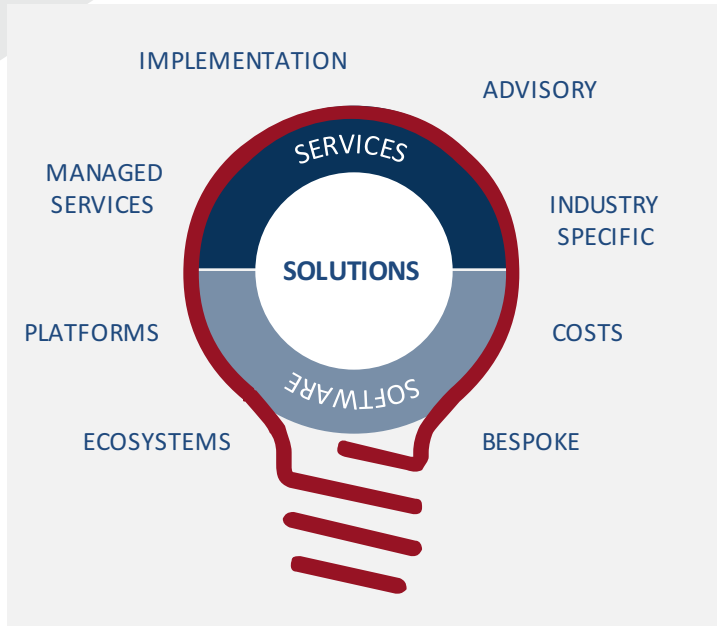 IMPLEMENTATION
ADVISORY
SERVICES
MANAGED
SERVICES
INDUSTRY
SPECIFIC
SOLUTIONS
PLATFORMS
COSTS
SOFTWARE
ECOSYSTEMS
BESPOKE